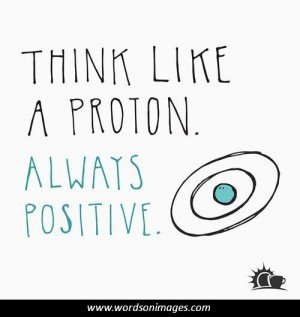 THINK LIKE
A PROTON.
ALWAYS
POSITIVE.
www.wordsonimages.com